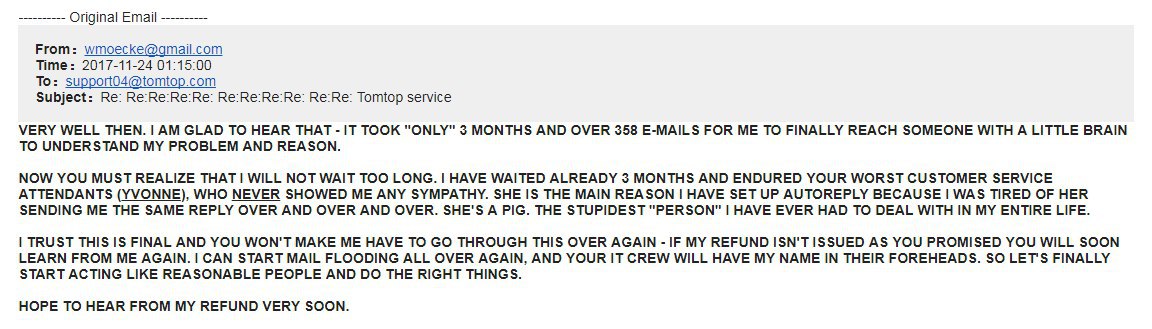 ---------- Original Email ----------
From： wmoecke@gmail.com
Time： 2017-11-24 01:15:00
To： support04@tomtop.com
Subject： Re: Re:Re:Re:Re: Re:Re:Re:Re: Re:Re: Tomtop service
VERY WELL THEN. I AM GLAD TO HEAR THAT - IT TOOK "ONLY" 3 MONTHS AND OVER 358 E-MAILS FOR ME TO FINALLY REACH SOMEONE WITH A LITTLE BRAIN
TO UNDERSTAND MY PROBLEM AND REASON.
NOW YOU MUST REALIZE THAT I WILL NOT WAIT TOO LONG. I HAVE WAITED ALREADY 3 MONTHS AND ENDURED YOUR WORST CUSTOMER SERVICE
ATTENDANTS (YVONNE), WHO NEVER SHOWED ME ANY SYMPATHY. SHE IS THE MAIN REASON I HAVE SET UP AUTOREPLY BECAUSE I WAS TIRED OF HER
SENDING ME THE SAME REPLY OVER AND OVER AND OVER. SHE'S A PIG. THE STUPIDEST "PERSON" I HAVE EVER HAD TO DEAL WITH IN MY ENTIRE LIFE.
I TRUST THIS IS FINAL AND YOU WON'T MAKE ME HAVE TO GO THROUGH THIS OVER AGAIN - IF MY REFUND ISN'T ISSUED AS YOU PROMISED YOU WILL SOON
LEARN FROM ME AGAIN. I CAN START MAIL FLOODING ALL OVER AGAIN, AND YOUR IT CREW WILL HAVE MY NAME IN THEIR FOREHEADS. SO LET'S FINALLY
START ACTING LIKE REASONABLE PEOPLE AND DO THE RIGHT THINGS.
HOPE TO HEAR FROM MY REFUND VERY SOON.